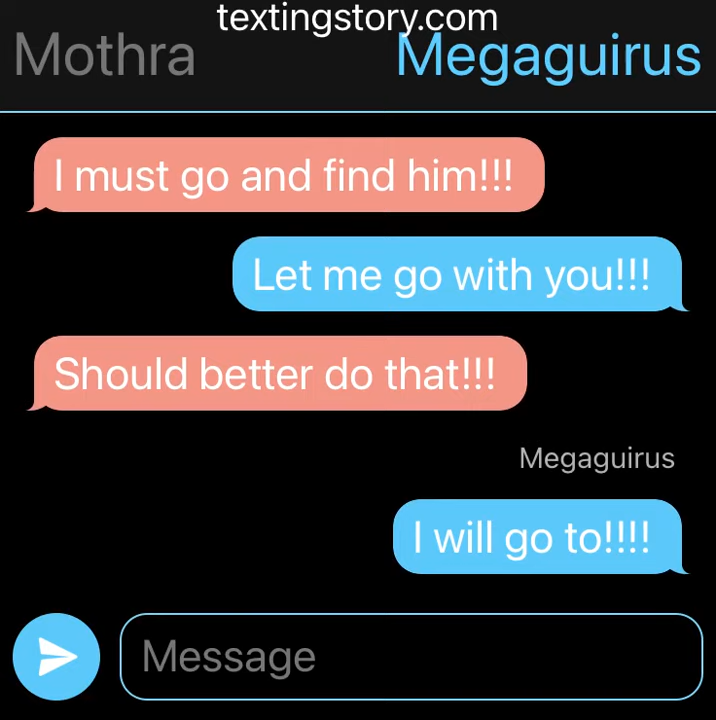 textingstory.com
Mothra Megaguirus
I must go and find him!!!
Let me go with you!!!
Should better do that!!!
Megaguirus
I will go to!!!!
Message